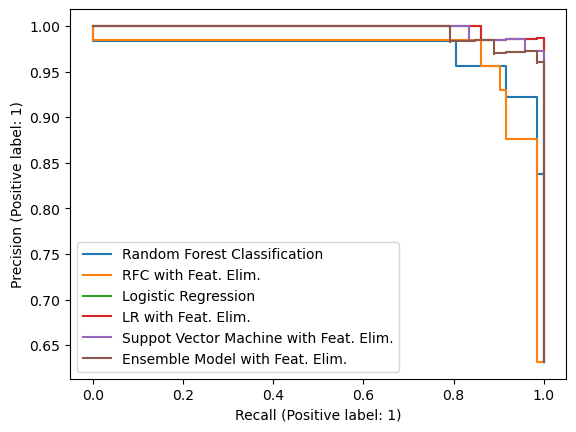 1.00
0.95
0.90
0.85
0.80
0.75
0.70
0.65
Precision (Positive label: 1)
Random Forest Classification
RFC with Feat. Elim.
Logistic Regression
LR with Feat. Elim.
Suppot Vector Machine with Feat. Elim.
Ensemble Model with Feat. Elim.
0.0 0.2 0.4 0.6 0.8 1.0
Recall (Positive label: 1)